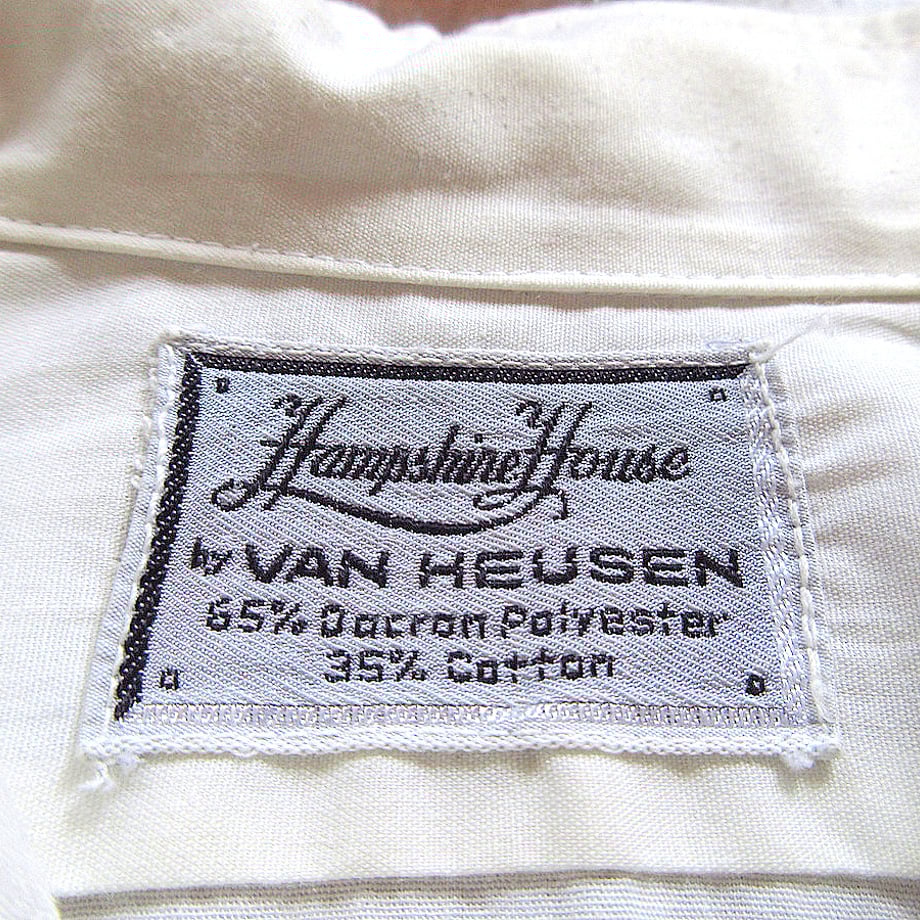 Hampshire House
by VAN HEUSEN
65% Dacron Polyester
35% Cotton